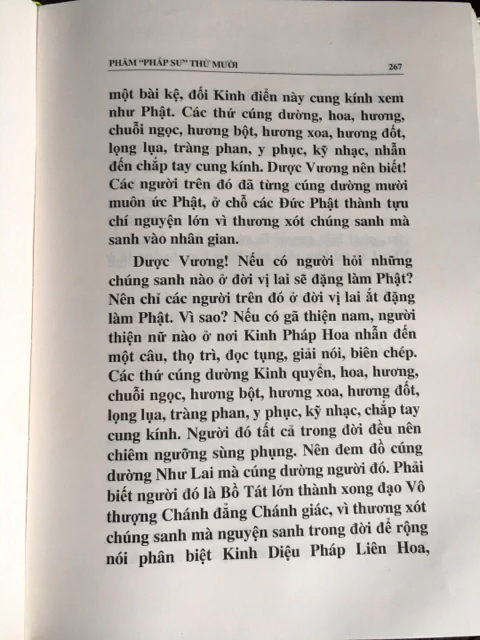 PHẨM "PHÁP SƯ" THỨ MƯỜI 267
một bài kệ, đối Kinh điển này cung kính xem
như Phật. Các thứ cúng dường, hoa, hương,
chuỗi ngọc, hương bột, hương xoa, hương đốt,
lọng lụa, tràng phan, y phục, kỹ nhạc, nhẫn
đến chắp tay cung kính. Dược Vương nên biết!
Các người trên đó đã từng cúng dường mười
muôn ức Phật, ở chỗ các Đức Phật thành tựu
chí nguyện lớn vì thương xót chúng sanh mà
sanh vào nhân gian.
Dược Vương! Nếu có người hỏi những
chúng sanh nào ở đời vị lai sẽ đặng làm Phật?
Nên chỉ các người trên đó ở đời vị lai ắt đặng
làm Phật. Vì sao? Nếu có gã thiện nam, người
thiện nữ nào ở nơi Kinh Pháp Hoa nhẫn đến
một câu, thọ trì, đọc tụng, giải nói, biên chép.
Các thứ cúng dường Kinh quyển, hoa, hương,
chuỗi ngọc, hương bột, hương xoa, hương đốt,
lọng lụa, tràng phan, y phục, kỹ nhạc, chắp tay
cung kính. Người đó tất cả trong đời đều nên
chiêm ngưỡng sùng phụng. Nên đem đồ cúng
dường Như Lai mà cúng dường người đó. Phải
biết người đó là Bồ Tát lớn thành xong đạo Vô
thượng Chánh đẳng Chánh giác, vì thương xót
chúng sanh mà nguyện sanh trong đời để rộng
nói phân biệt Kinh Diệu Pháp Liên Hoa,